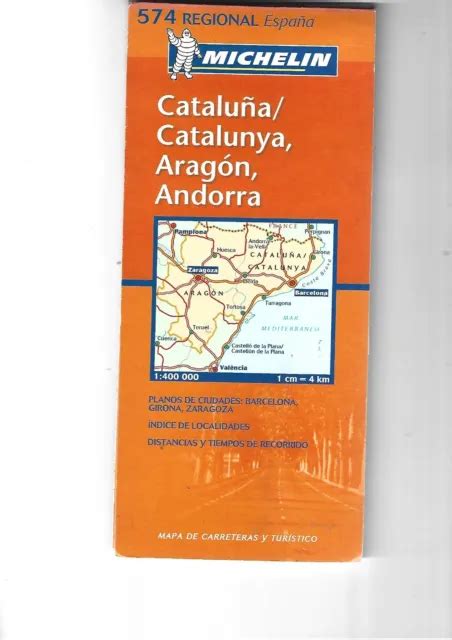 574 REGIONAL España
MICHELIN
Cataluña/
Catalunya,
Aragón,
Andorra
FRANCE
Pamplona
Perpignan
Andorra
la-Vella
Girona
Huesca
CATALUÑA/
CATALUNYA
Costa Brava
Zaragoza
Lleida
Barcelona
ARAGÓN
Tarragona
Tortosa
MAR
MEDITERRÁNEO
Teruel
Cuenca
Castelló de la Plana/
Castellón de la Plana
València
1:400 000
1 cm = 4 km
PLANOS DE CIUDADES: BARCELONA,
GIRONA, ZARAGOZA
ÍNDICE DE LOCALIDADES
DISTANCIAS Y TIEMPOS DE RECORRIDO
MAPA DE CARRETERAS Y TURÍSTICO